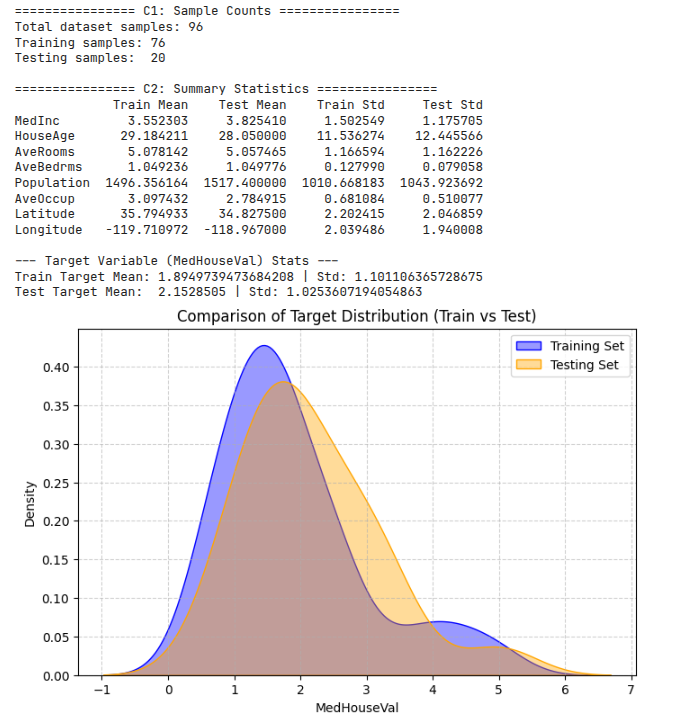 ================ C1: Sample Counts ================
Total dataset samples: 96
Training samples: 76
Testing samples:  20
================ C2: Summary Statistics ================
             Train Mean    Test Mean    Train Std     Test Std
MedInc         3.552303     3.825410     1.502549     1.175705
HouseAge      29.184211    28.050000    11.536274    12.445566
AveRooms       5.078142     5.057465     1.166594     1.162226
AveBedrms      1.049236     1.049776     0.127990     0.079058
Population  1496.356164  1517.400000  1010.668183  1043.923692
AveOccup       3.097432     2.784915     0.681084     0.510077
Latitude      35.794933    34.827500     2.202415     2.046859
Longitude   -119.710972  -118.967000     2.039486     1.940008
--- Target Variable (MedHouseVal) Stats ---
Train Target Mean: 1.8949739473684208 | Std: 1.101106365728675
Test Target Mean:  2.1528505 | Std: 1.0253607194054863
Comparison of Target Distribution (Train vs Test)
Training Set
Testing Set
0.40
0.35
0.30
0.25
0.20
0.15
0.10
0.05
0.00
Density
−1 0 1 2 3 4 5 6 7
MedHouseVal